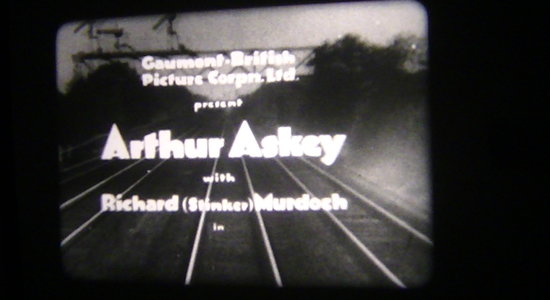 Gaumont-British
Picture Corpn. Ltd.
present
Arthur Askey
with
Richard (Stinker) Murdoch
in